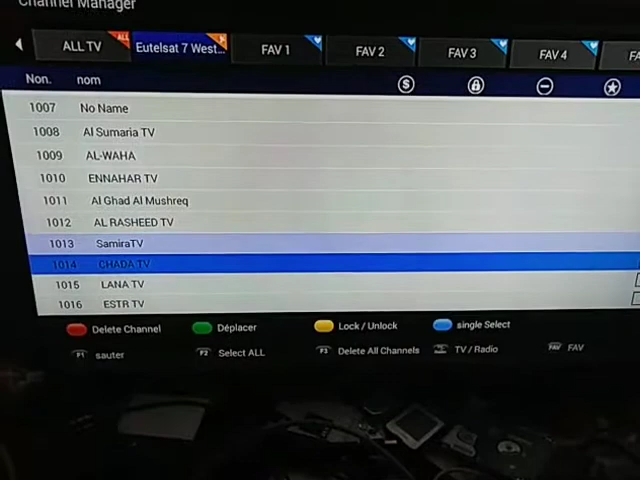 Channel Manager
ALL TV ALL Eutelsat 7 West... FAV 1 FAV 2 FAV 3 FAV 4 FA
Non. nom S
1007 No Name
1008 Al Sumaria TV
1009 AL-WAHA
1010 ENNAHAR TV
1011 Al Ghad Al Mushreq
1012 AL RASHEED TV
1013 SamiraTV
1014 CHADA TV
1015 LANA TV
1016 ESTR TV
Delete Channel Déplacer Lock / Unlock single Select
F1 sauter F2 Select ALL F3 Delete All Channels TV / Radio FAV FAV